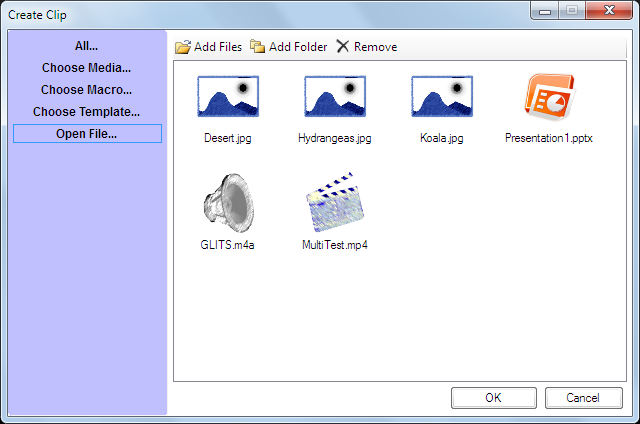 Create Clip
All...
Choose Media...
Choose Macro...
Choose Template...
Open File...
Add Files Add Folder Remove
Desert.jpg Hydrangeas.jpg Koala.jpg Presentation1.pptx
GLITS.m4a MultiTest.mp4
OK Cancel